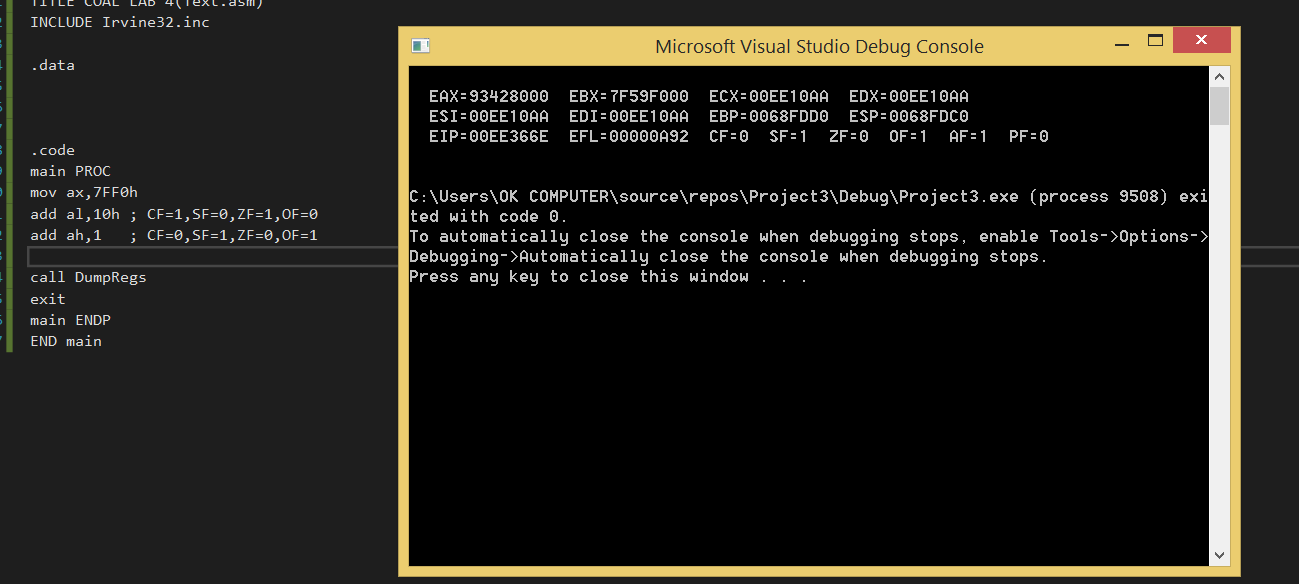 TITLE COAL LAB 4(Text.asm)
INCLUDE Irvine32.inc
.data
.code
main PROC
mov ax,7FF0h
add al,10h ; CF=1,SF=0,ZF=1,OF=0
add ah,1   ; CF=0,SF=1,ZF=0,OF=1
call DumpRegs
exit
main ENDP
END main
Microsoft Visual Studio Debug Console
EAX=93428000  EBX=7F59F000  ECX=00EE10AA  EDX=00EE10AA
ESI=00EE10AA  EDI=00EE10AA  EBP=0068FDD0  ESP=0068FDC0
EIP=00EE366E  EFL=00000A92  CF=0  SF=1  ZF=0  OF=1  AF=1  PF=0
C:\Users\OK COMPUTER\source\repos\Project3\Debug\Project3.exe (process 9508) exi
ted with code 0.
To automatically close the console when debugging stops, enable Tools->Options->
Debugging->Automatically close the console when debugging stops.
Press any key to close this window . . .